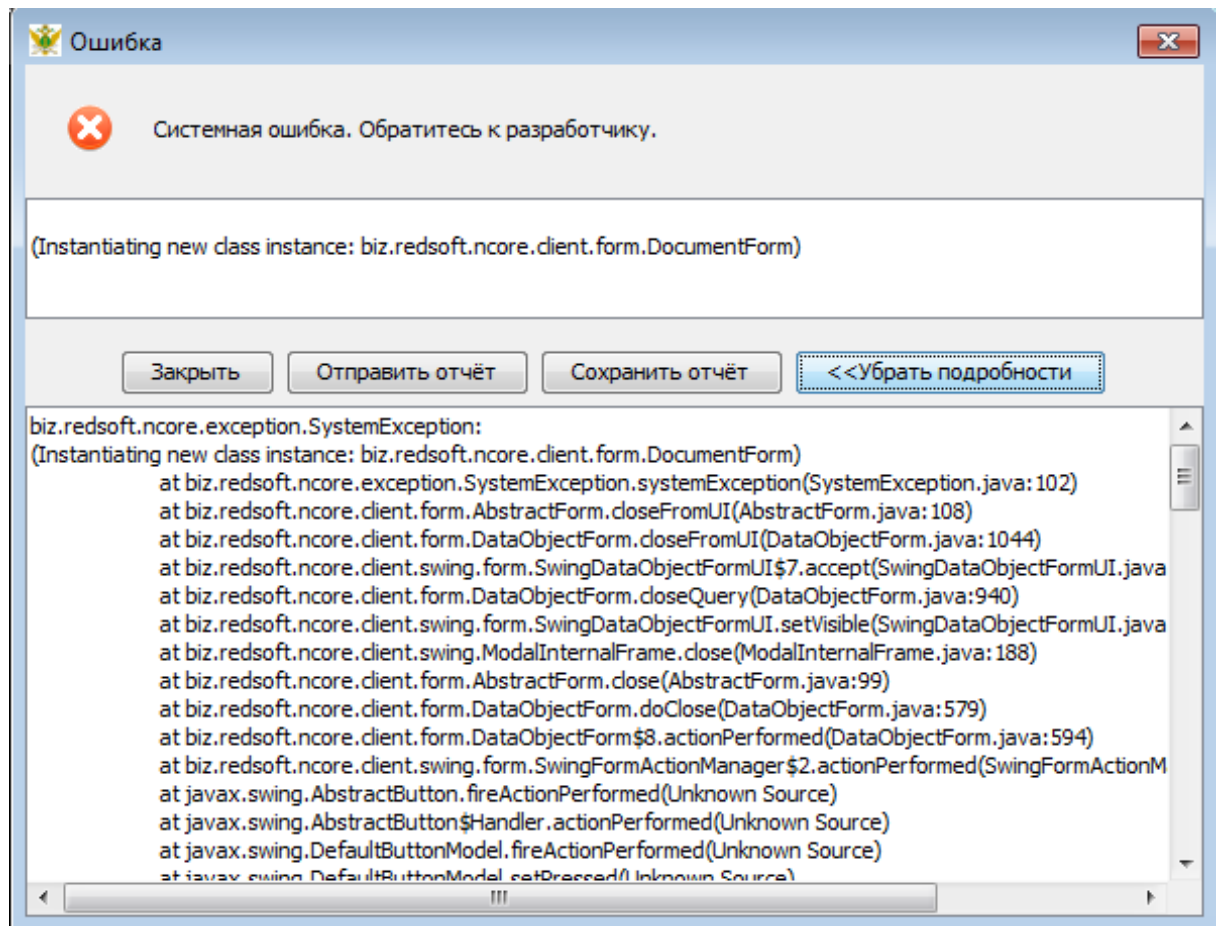 Ошибка
Системная ошибка. Обратитесь к разработчику.
(Instantiating new class instance: biz.redsoft.ncore.client.form.DocumentForm)
Закрыть Отправить отчёт Сохранить отчёт <<Убрать подробности
biz.redsoft.ncore.exception.SystemException:
(Instantiating new class instance: biz.redsoft.ncore.client.form.DocumentForm)
at biz.redsoft.ncore.exception.SystemException.systemException(SystemException.java:102)
at biz.redsoft.ncore.client.form.AbstractForm.closeFromUI(AbstractForm.java:108)
at biz.redsoft.ncore.client.form.DataObjectForm.closeFromUI(DataObjectForm.java:1044)
at biz.redsoft.ncore.client.swing.form.SwingDataObjectFormUI$7.accept(SwingDataObjectFormUI.java
at biz.redsoft.ncore.client.form.DataObjectForm.closeQuery(DataObjectForm.java:940)
at biz.redsoft.ncore.client.swing.form.SwingDataObjectFormUI.setVisible(SwingDataObjectFormUI.java
at biz.redsoft.ncore.client.swing.ModalInternalFrame.close(ModalInternalFrame.java:188)
at biz.redsoft.ncore.client.form.AbstractForm.close(AbstractForm.java:99)
at biz.redsoft.ncore.client.form.DataObjectForm.doClose(DataObjectForm.java:579)
at biz.redsoft.ncore.client.form.DataObjectForm$8.actionPerformed(DataObjectForm.java:594)
at biz.redsoft.ncore.client.swing.form.SwingFormActionManager$2.actionPerformed(SwingFormActionM
at javax.swing.AbstractButton.fireActionPerformed(Unknown Source)
at javax.swing.AbstractButton$Handler.actionPerformed(Unknown Source)
at javax.swing.DefaultButtonModel.fireActionPerformed(Unknown Source)
at javax.swing.DefaultButtonModel.setPressed(Unknown Source)